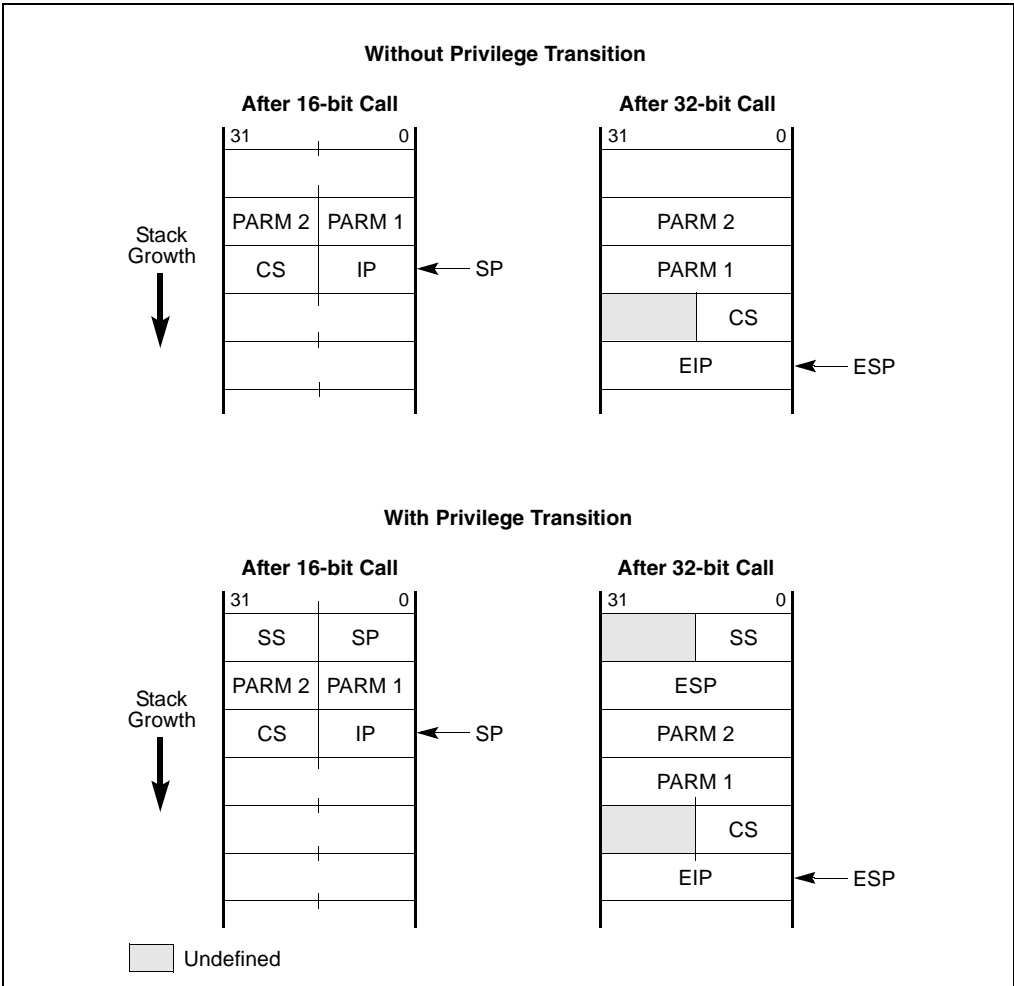 Without Privilege Transition
After 16-bit Call
After 32-bit Call
31 0
31 0
PARM 2 PARM 1
PARM 2
Stack
Growth
CS IP
SP
PARM 1
CS
EIP
ESP
With Privilege Transition
After 16-bit Call
After 32-bit Call
31 0
31 0
SS SP
SS
PARM 2 PARM 1
ESP
Stack
Growth
CS IP
SP
PARM 2
PARM 1
CS
EIP
ESP
Undefined